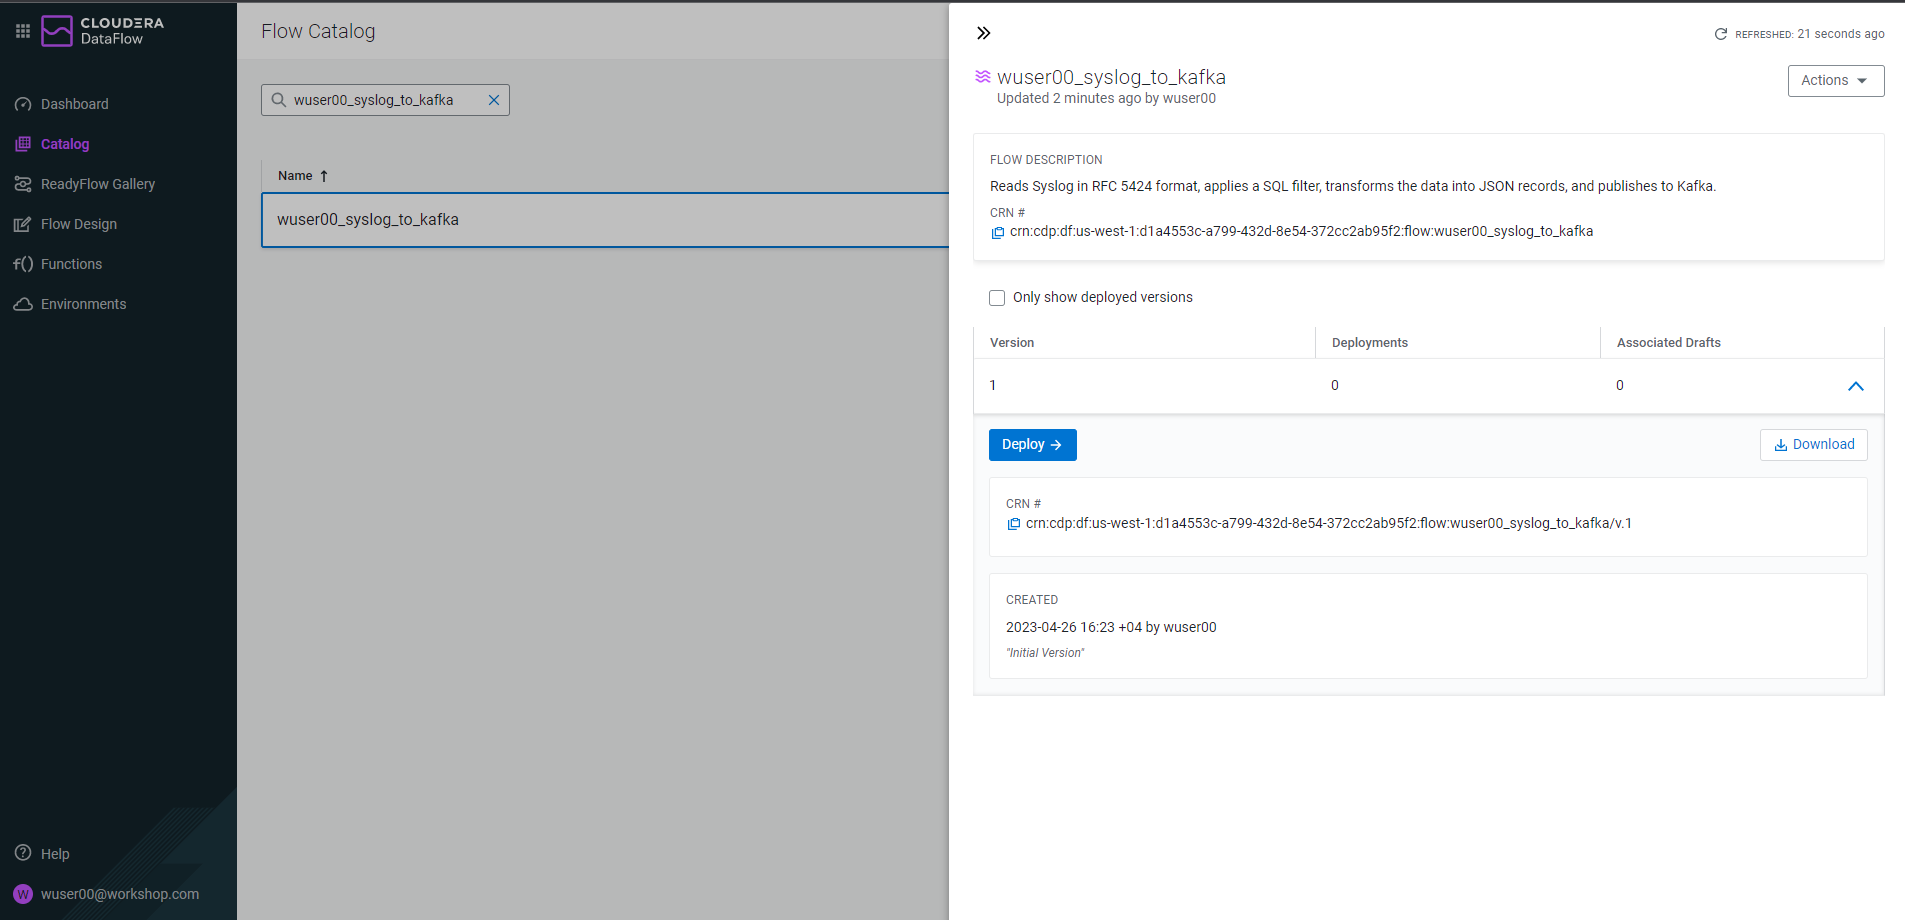 CLOUDERA
DataFlow
Dashboard
Catalog
ReadyFlow Gallery
Flow Design
f() Functions
Environments
Help
W wuser00@workshop.com
Flow Catalog
wuser00_syslog_to_kafka
Name
wuser00_syslog_to_kafka
REFRESHED: 21 seconds ago
wuser00_syslog_to_kafka
Updated 2 minutes ago by wuser00
Actions
FLOW DESCRIPTION
Reads Syslog in RFC 5424 format, applies a SQL filter, transforms the data into JSON records, and publishes to Kafka.
CRN #
crn:cdp:df:us-west-1:d1a4553c-a799-432d-8e54-372cc2ab95f2:flow:wuser00_syslog_to_kafka
Only show deployed versions
Version Deployments Associated Drafts
1 0 0
Deploy Download
CRN #
crn:cdp:df:us-west-1:d1a4553c-a799-432d-8e54-372cc2ab95f2:flow:wuser00_syslog_to_kafka/v.1
CREATED
2023-04-26 16:23 +04 by wuser00
"Initial Version"